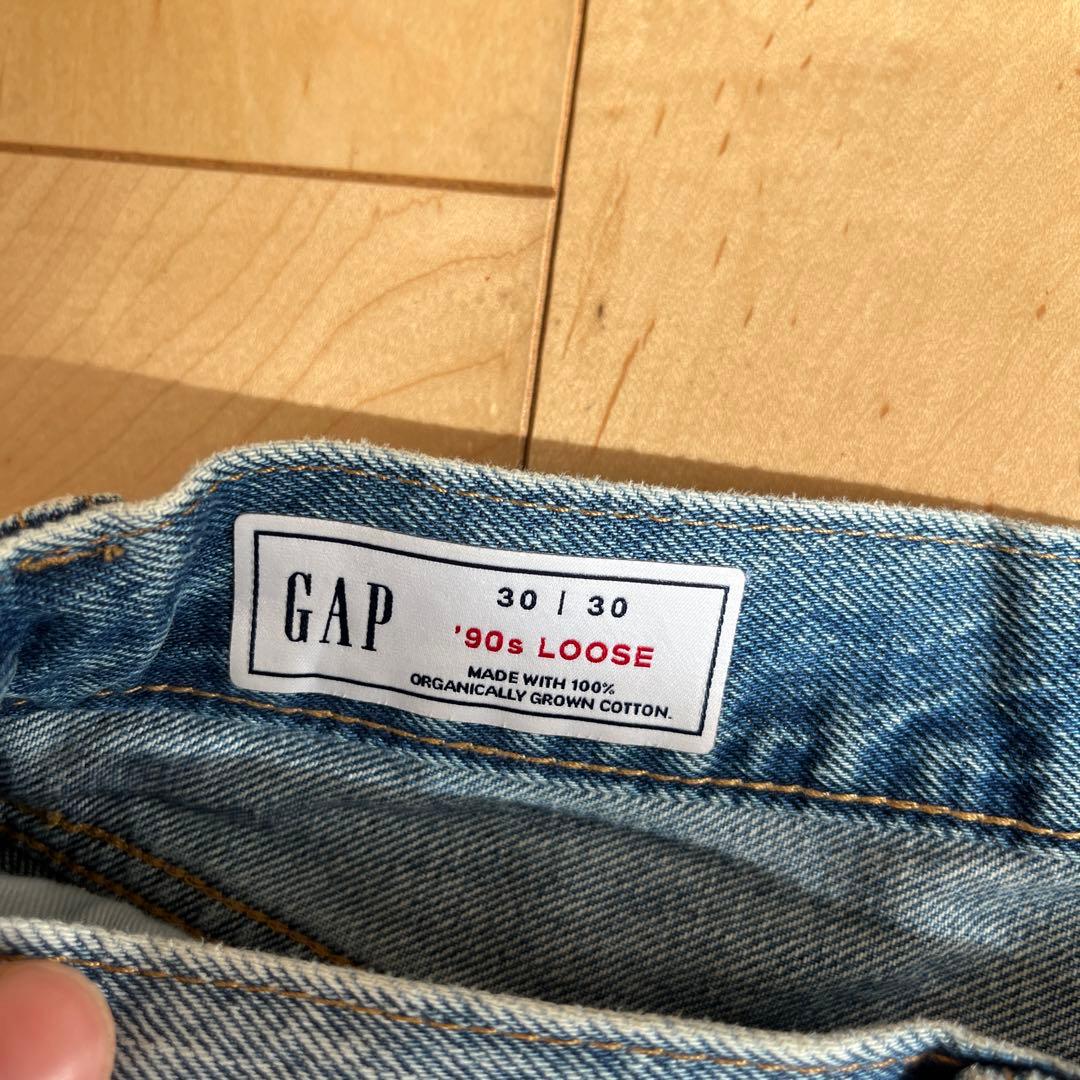 GAP
30 | 30
'90s LOOSE
MADE WITH 100%
ORGANICALLY GROWN COTTON.